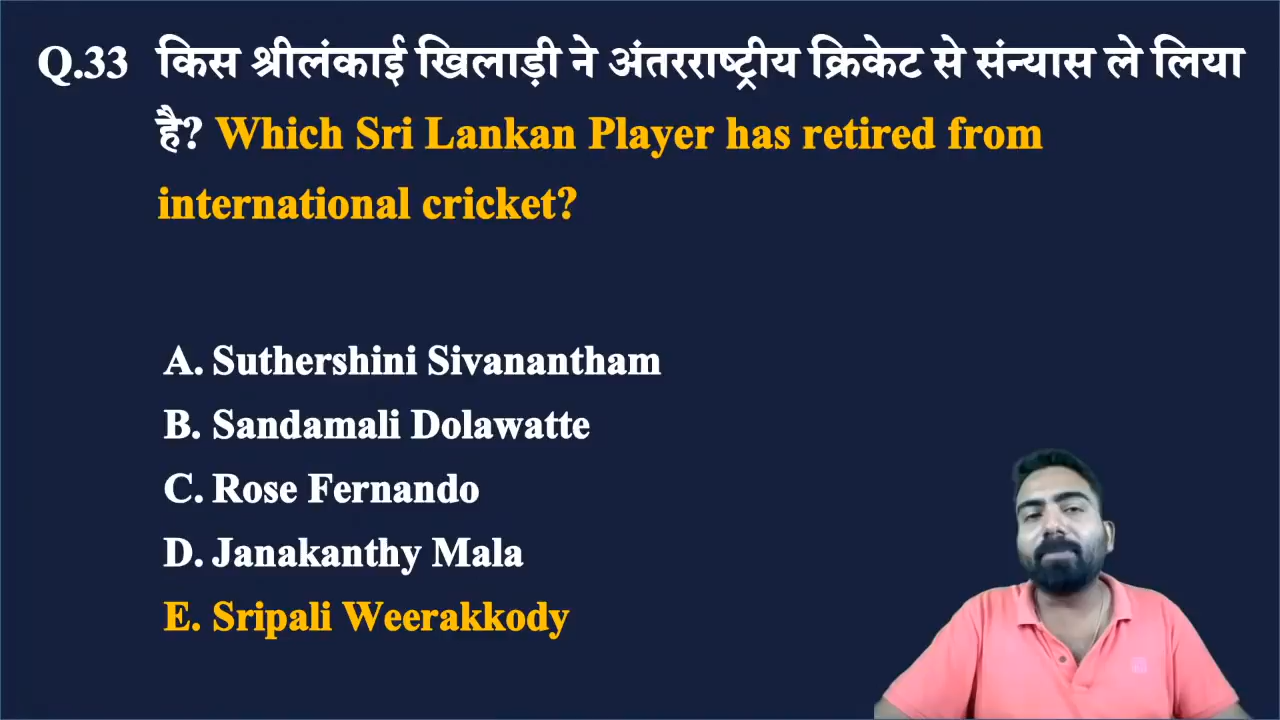 Q.33 किस श्रीलंकाई खिलाड़ी ने अंतरराष्ट्रीय क्रिकेट से संन्यास ले लिया
है? Which Sri Lankan Player has retired from
international cricket?
A. Suthershini Sivanantham
B. Sandamali Dolawatte
C. Rose Fernando
D. Janakanthy Mala
E. Sripali Weerakkody